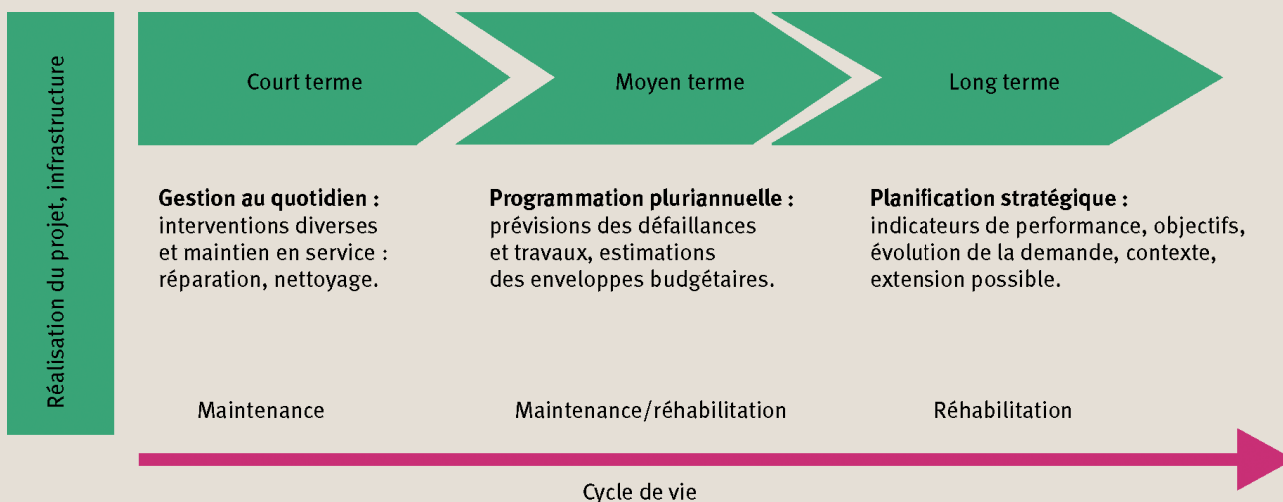 Réalisation du projet, infrastructure
Court terme
Moyen terme
Long terme
Gestion au quotidien :
interventions diverses
et maintien en service :
réparation, nettoyage.
Programmation pluriannuelle :
prévisions des défaillances
et travaux, estimations
des enveloppes budgétaires.
Planification stratégique :
indicateurs de performance, objectifs,
évolution de la demande, contexte,
extension possible.
Maintenance
Maintenance/réhabilitation
Réhabilitation
Cycle de vie